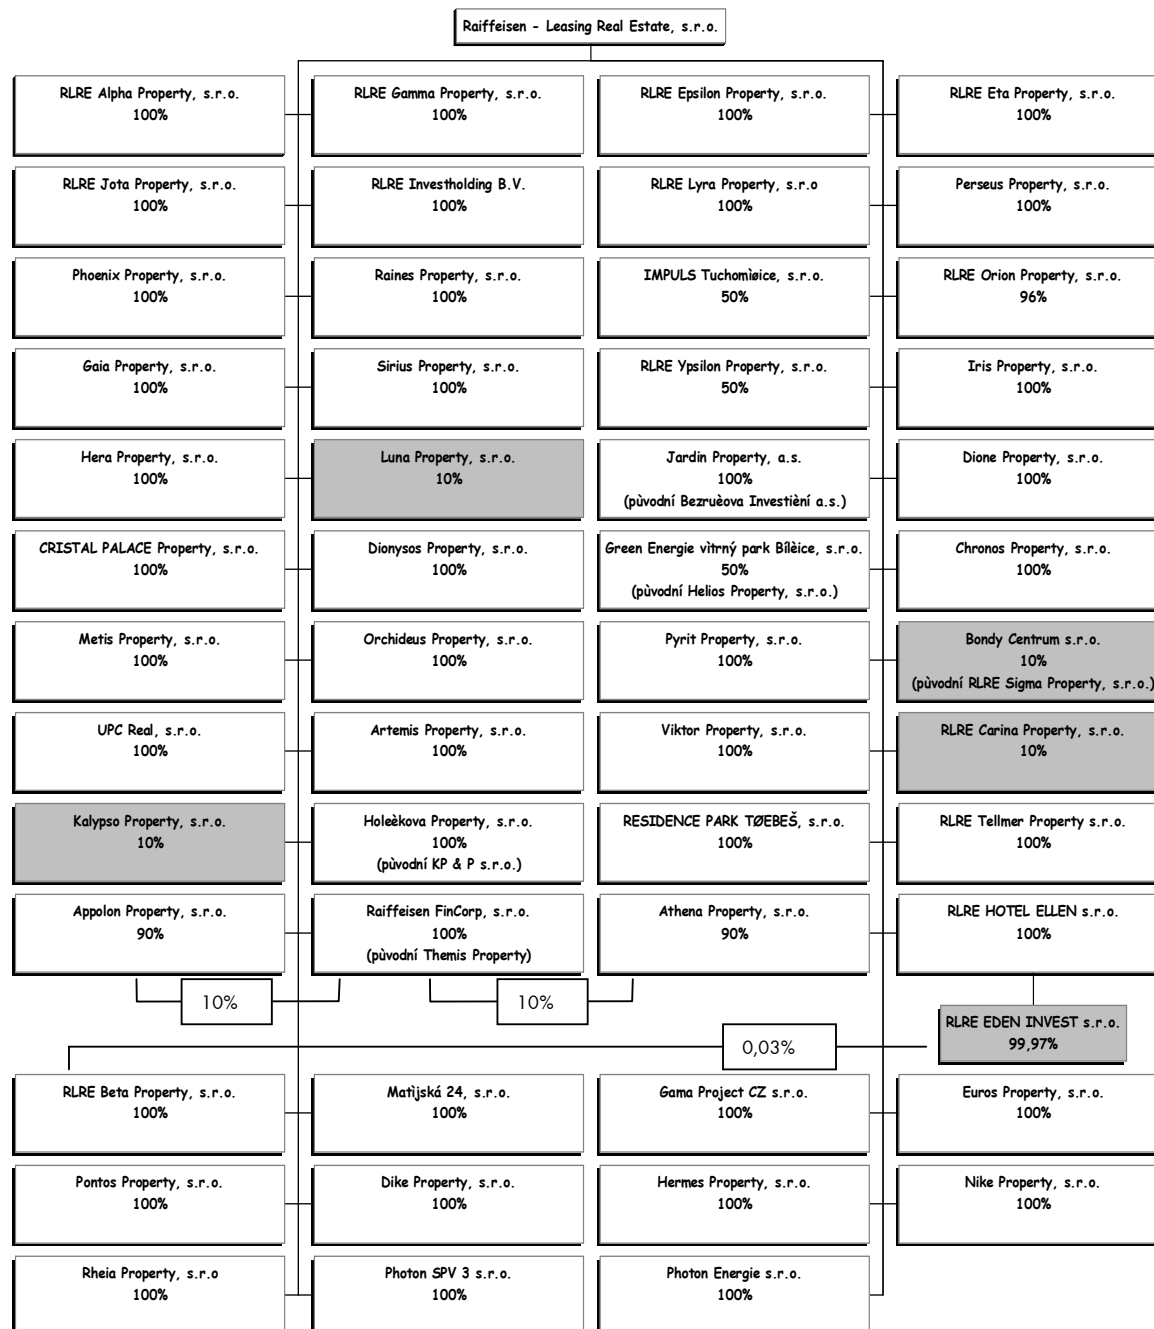 Raiffeisen - Leasing Real Estate, s.r.o.
RLRE Alpha Property, s.r.o.
100%
RLRE Gamma Property, s.r.o.
100%
RLRE Epsilon Property, s.r.o.
100%
RLRE Eta Property, s.r.o.
100%
RLRE Jota Property, s.r.o.
100%
RLRE Investholding B.V.
100%
RLRE Lyra Property, s.r.o
100%
Perseus Property, s.r.o.
100%
Phoenix Property, s.r.o.
100%
Raines Property, s.r.o.
100%
IMPULS Tuchomìøice, s.r.o.
50%
RLRE Orion Property, s.r.o.
96%
Gaia Property, s.r.o.
100%
Sirius Property, s.r.o.
100%
RLRE Ypsilon Property, s.r.o.
50%
Iris Property, s.r.o.
100%
Hera Property, s.r.o.
100%
Luna Property, s.r.o.
10%
Jardin Property, a.s.
100%
(pùvodní Bezruèova Investièní a.s.)
Dione Property, s.r.o.
100%
CRISTAL PALACE Property, s.r.o.
100%
Dionysos Property, s.r.o.
100%
Green Energie vìtrný park Bílèice, s.r.o.
50%
(pùvodní Helios Property, s.r.o.)
Chronos Property, s.r.o.
100%
Metis Property, s.r.o.
100%
Orchideus Property, s.r.o.
100%
Pyrit Property, s.r.o.
100%
Bondy Centrum s.r.o.
10%
(pùvodní RLRE Sigma Property, s.r.o.)
UPC Real, s.r.o.
100%
Artemis Property, s.r.o.
100%
Viktor Property, s.r.o.
100%
RLRE Carina Property, s.r.o.
10%
Kalypso Property, s.r.o.
10%
Holeèkova Property, s.r.o.
100%
(pùvodní KP & P s.r.o.)
RESIDENCE PARK TØEBEŠ, s.r.o.
100%
RLRE Tellmer Property s.r.o.
100%
Appolon Property, s.r.o.
90%
Raiffeisen FinCorp, s.r.o.
100%
(pùvodní Themis Property)
Athena Property, s.r.o.
90%
RLRE HOTEL ELLEN s.r.o.
100%
10%
10%
RLRE EDEN INVEST s.r.o.
99,97%
0,03%
RLRE Beta Property, s.r.o.
100%
Matìjská 24, s.r.o.
100%
Gama Project CZ s.r.o.
100%
Euros Property, s.r.o.
100%
Pontos Property, s.r.o.
100%
Dike Property, s.r.o.
100%
Hermes Property, s.r.o.
100%
Nike Property, s.r.o.
100%
Rheia Property, s.r.o
100%
Photon SPV 3 s.r.o.
100%
Photon Energie s.r.o.
100%